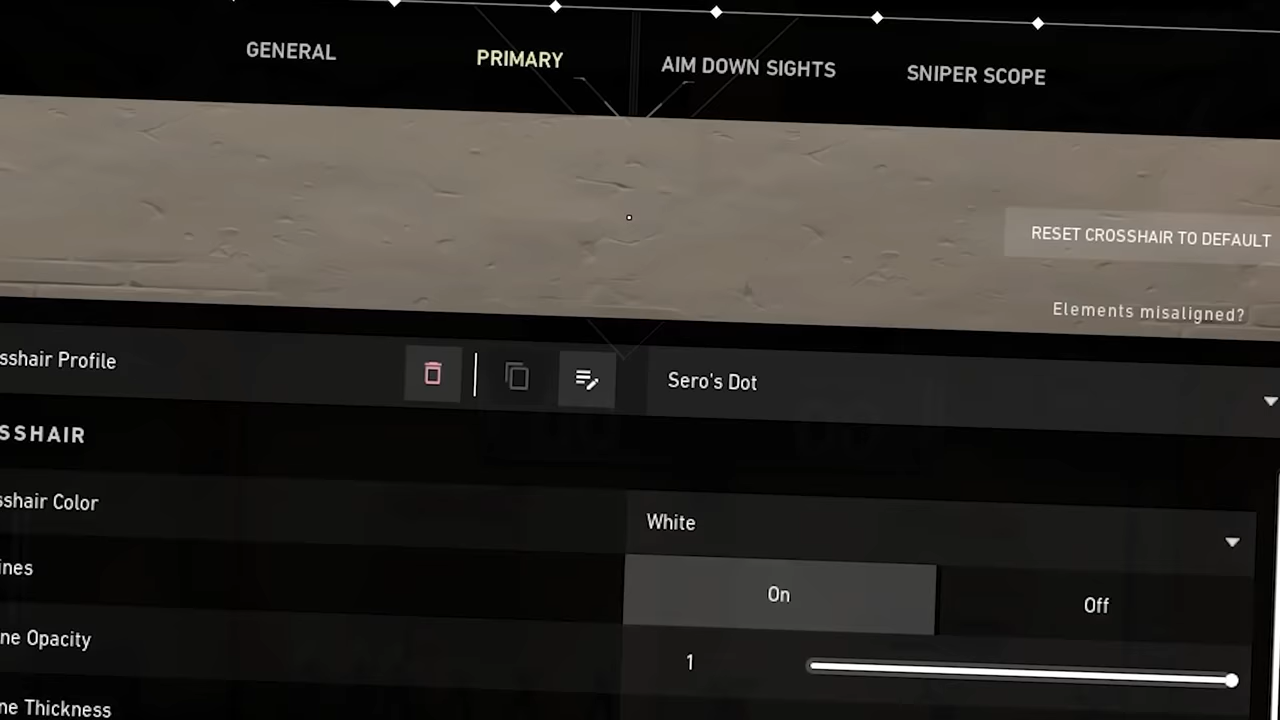 GENERAL
PRIMARY
AIM DOWN SIGHTS
SNIPER SCOPE
RESET CROSSHAIR TO DEFAULT
Elements misaligned?
sshair Profile
Sero's Dot
SSHAIR
sshair Color
White
ines
On
Off
ne Opacity
1
ne Thickness